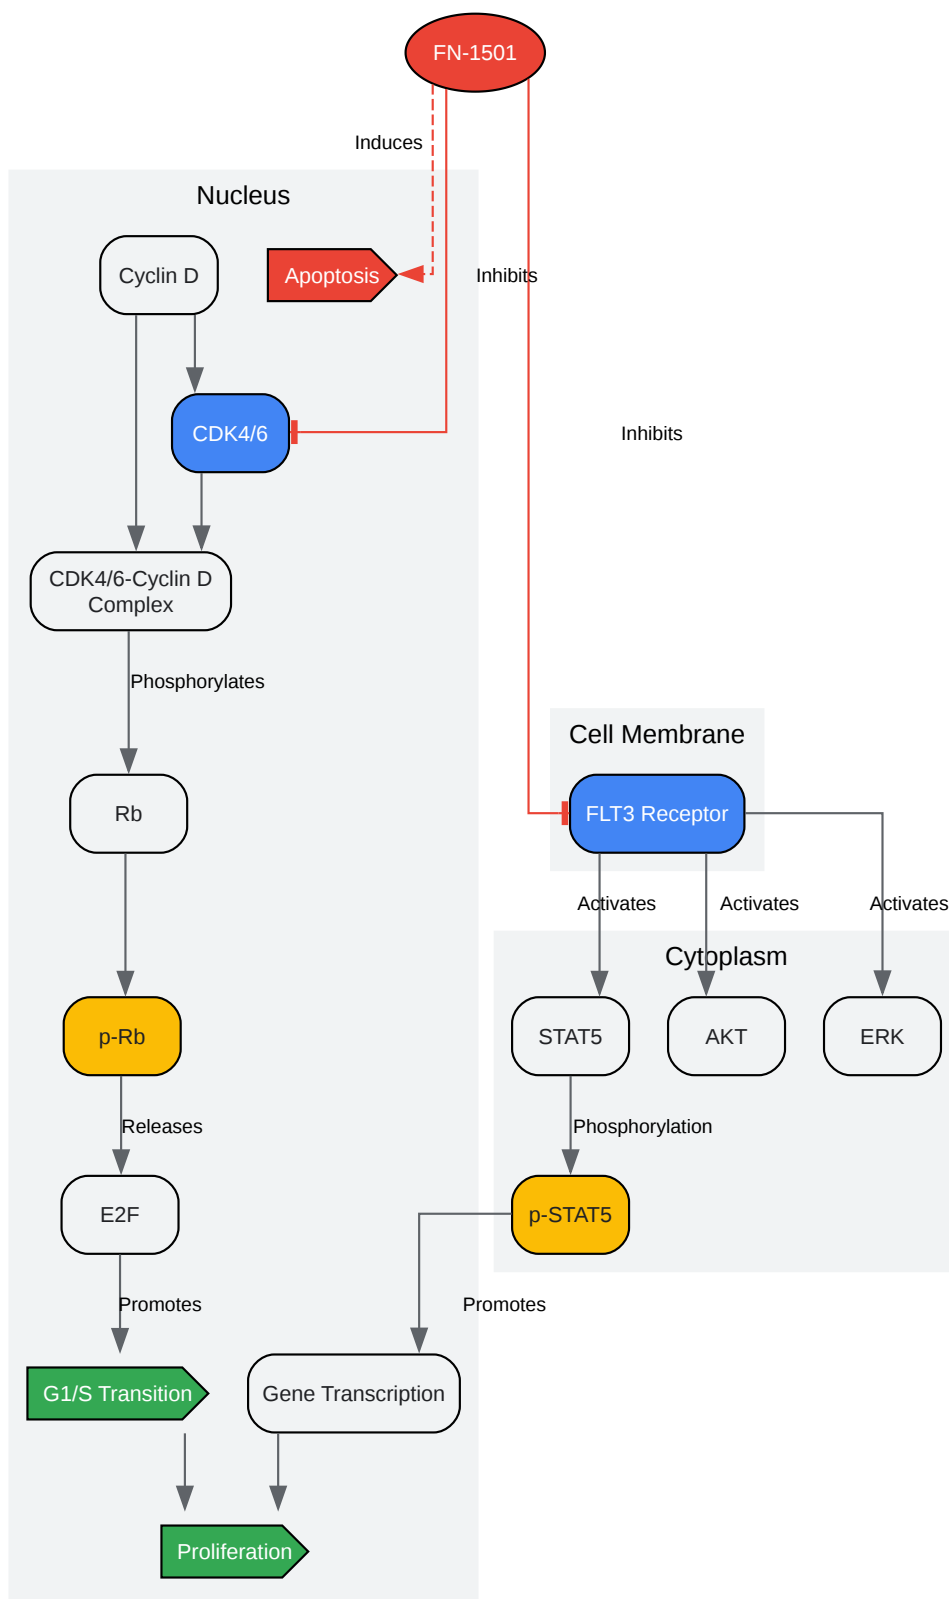 FN-1501
Induces
Nucleus
Cyclin D
Apoptosis
Inhibits
CDK4/6
Inhibits
CDK4/6-Cyclin D
Complex
Phosphorylates
Cell Membrane
Rb
FLT3 Receptor
Activates
Activates
Activates
Cytoplasm
p-Rb
STAT5
AKT
ERK
Releases
Phosphorylation
E2F
p-STAT5
Promotes
Promotes
G1/S Transition
Gene Transcription
Proliferation